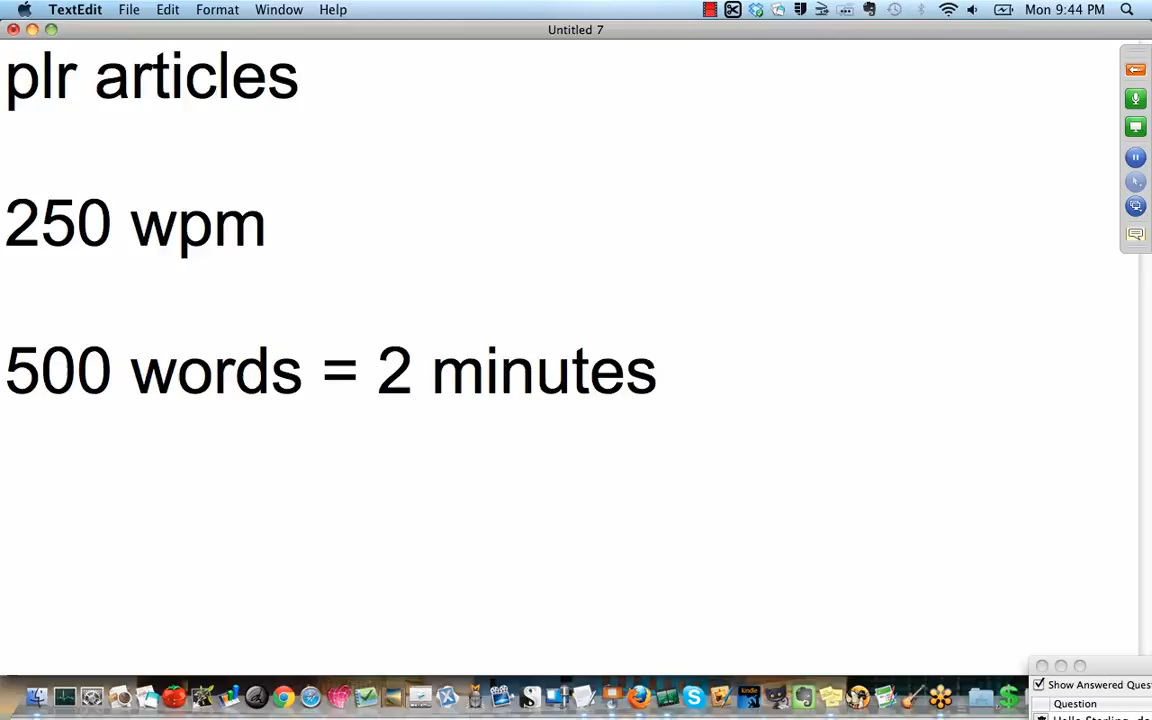 TextEdit File Edit Format Window Help Mon 9:44 PM
Untitled 7
plr articles
250 wpm
500 words = 2 minutes
Show Answered Ques
Question